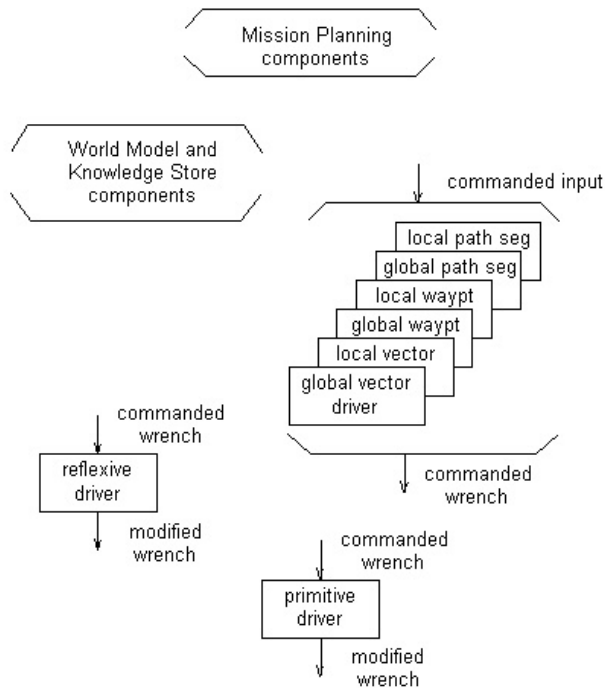 Mission Planning
components
World Model and
Knowledge Store
components
commanded input
local path seg
global path seg
local waypt
global waypt
local vector
global vector
driver
commanded
wrench
commanded
wrench
reflexive
driver
modified
wrench
commanded
wrench
primitive
driver
modified
wrench